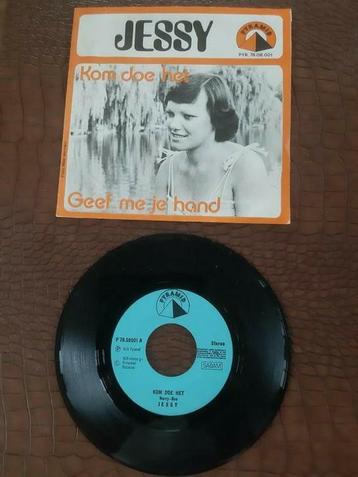 JESSY
PYRAMID
PYR. 78.08.001
Kom doe het
Geef me je hand
PYRAMID
P 78.08001 A
Stereo
SABAM
KOM DOE HET
JESSY